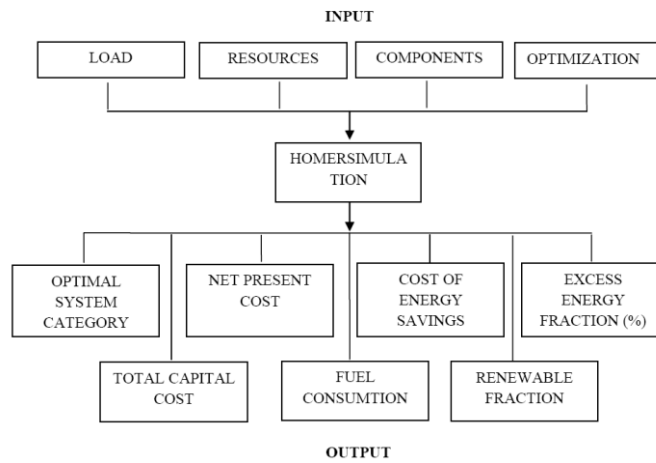 INPUT
LOAD
RESOURCES
COMPONENTS
OPTIMIZATION
HOMERSIMULA
TION
OPTIMAL
SYSTEM
CATEGORY
NET PRESENT
COST
COST OF
ENERGY
SAVINGS
EXCESS
ENERGY
FRACTION (%)
TOTAL CAPITAL
COST
FUEL
CONSUMTION
RENEWABLE
FRACTION
OUTPUT